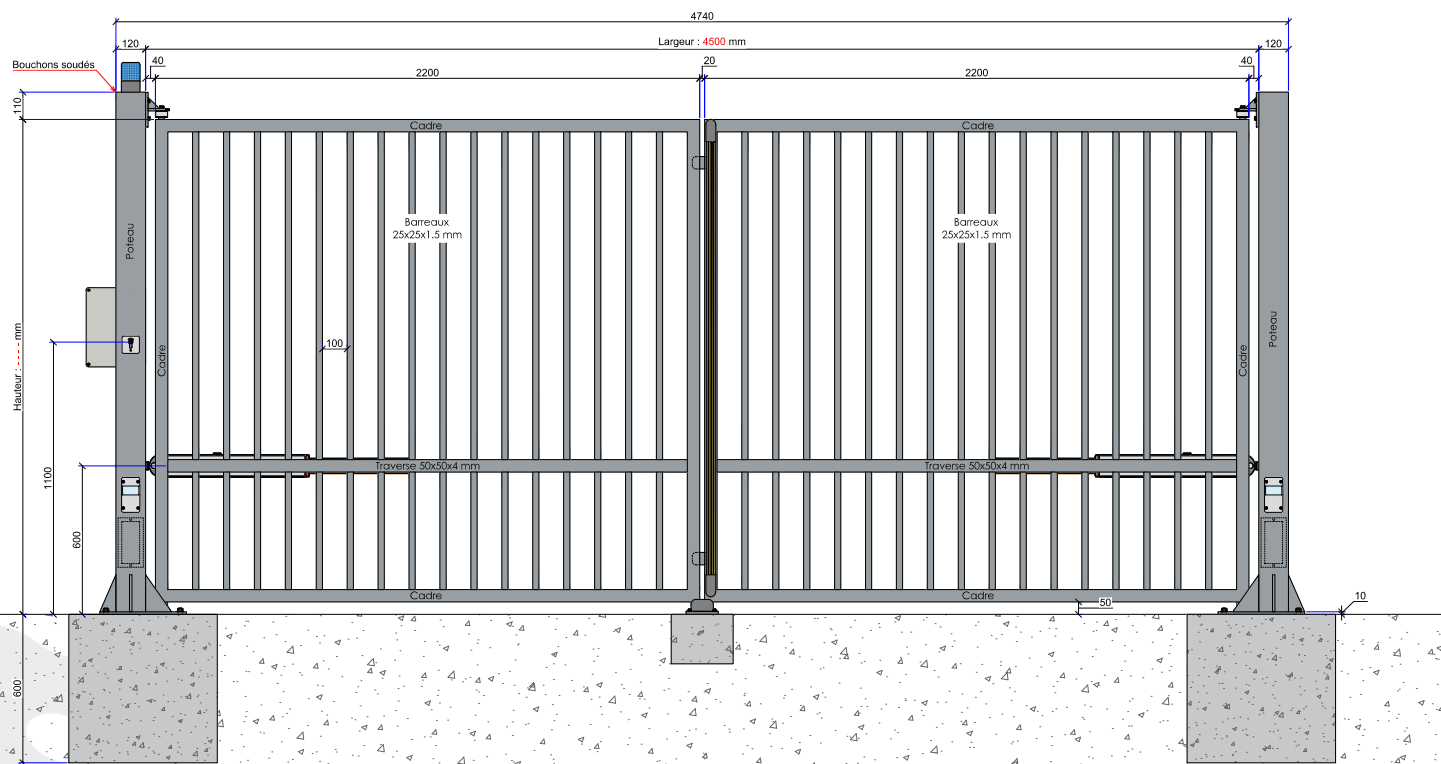 4740
120
Largeur : 4500 mm
120
Bouchons soudés
40
2200
20
2200
40
110
Cadre
Cadre
Poteau
Barreaux
25x25x1.5 mm
Barreaux
25x25x1.5 mm
Poteau
Hauteur : - - - - mm
100
Cadre
Cadre
1100
Traverse 50x50x4 mm
Traverse 50x50x4 mm
600
Cadre
Cadre
50
10
600